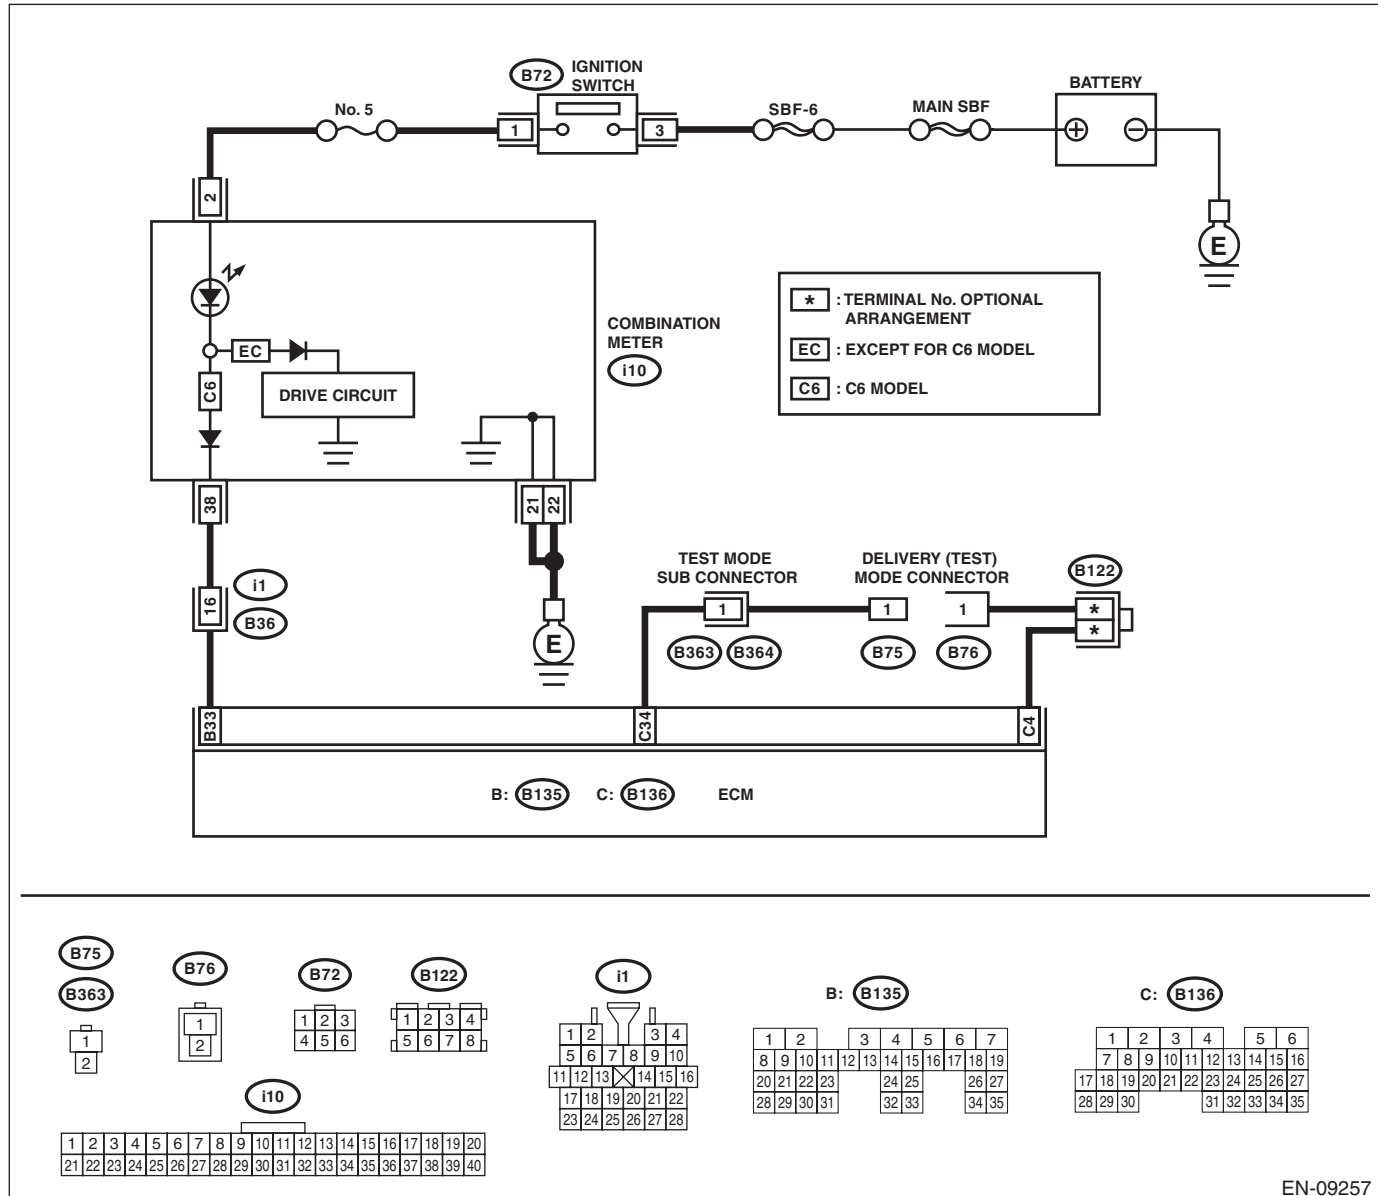 B72
IGNITION
SWITCH
No. 5
1
3
SBF-6
MAIN SBF
BATTERY
2
E
* : TERMINAL No. OPTIONAL
ARRANGEMENT
EC : EXCEPT FOR C6 MODEL
C6 : C6 MODEL
COMBINATION
METER
i10
EC
C6
DRIVE CIRCUIT
38
21 22
16
i1
B36
E
TEST MODE
SUB CONNECTOR
DELIVERY (TEST)
MODE CONNECTOR
B122
1
1
1
*
*
B363 B364 B75 B76
B33
C34
C4
B: B135 C: B136 ECM
B75
B363
1
2
B76
1
2
B72
1 2 3
4 5 6
B122
1 2 3 4
5 6 7 8
i1
1 2 3 4
5 6 7 8 9 10
11 12 13 14 15 16
17 18 19 20 21 22
23 24 25 26 27 28
B: B135
1 2 3 4 5 6 7
8 9 10 11 12 13 14 15 16 17 18 19
20 21 22 23 24 25 26 27
28 29 30 31 32 33 34 35
C: B136
1 2 3 4 5 6
7 8 9 10 11 12 13 14 15 16
17 18 19 20 21 22 23 24 25 26 27
28 29 30 31 32 33 34 35
i10
1 2 3 4 5 6 7 8 9 10 11 12 13 14 15 16 17 18 19 20
21 22 23 24 25 26 27 28 29 30 31 32 33 34 35 36 37 38 39 40
EN-09257